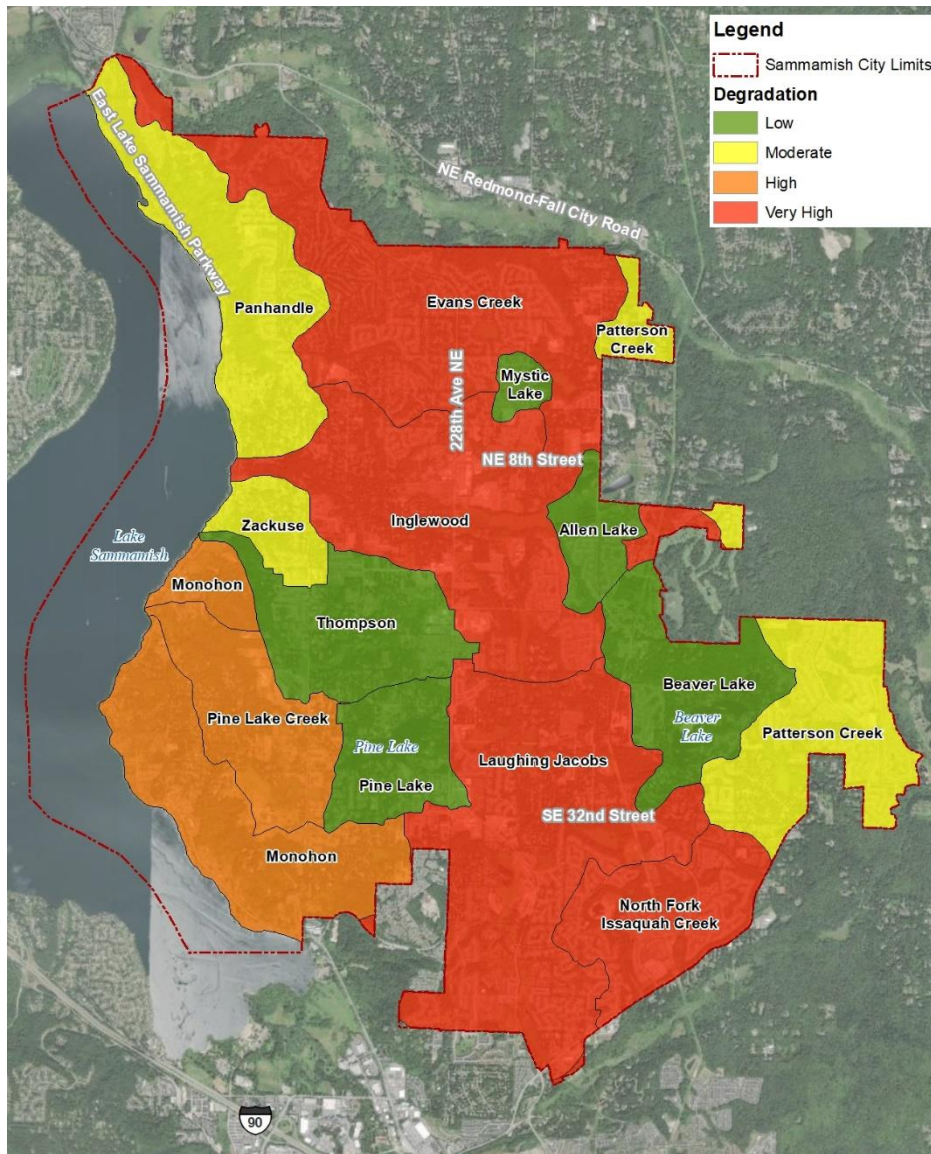 Legend
Sammamish City Limits
Degradation
Low
Moderate
High
Very High
East Lake Sammamish Parkway
NE Redmond-Fall City Road
Panhandle
Evans Creek
Patterson
Creek
Mystic
Lake
228th Ave NE
NE 8th Street
Zackuse
Inglewood
Allen Lake
Lake
Sammamish
Monohon
Thompson
Beaver Lake
Pine Lake Creek
Beaver
Lake
Patterson Creek
Pine Lake
Laughing Jacobs
Pine Lake
SE 32nd Street
Monohon
North Fork
Issaquah Creek
90